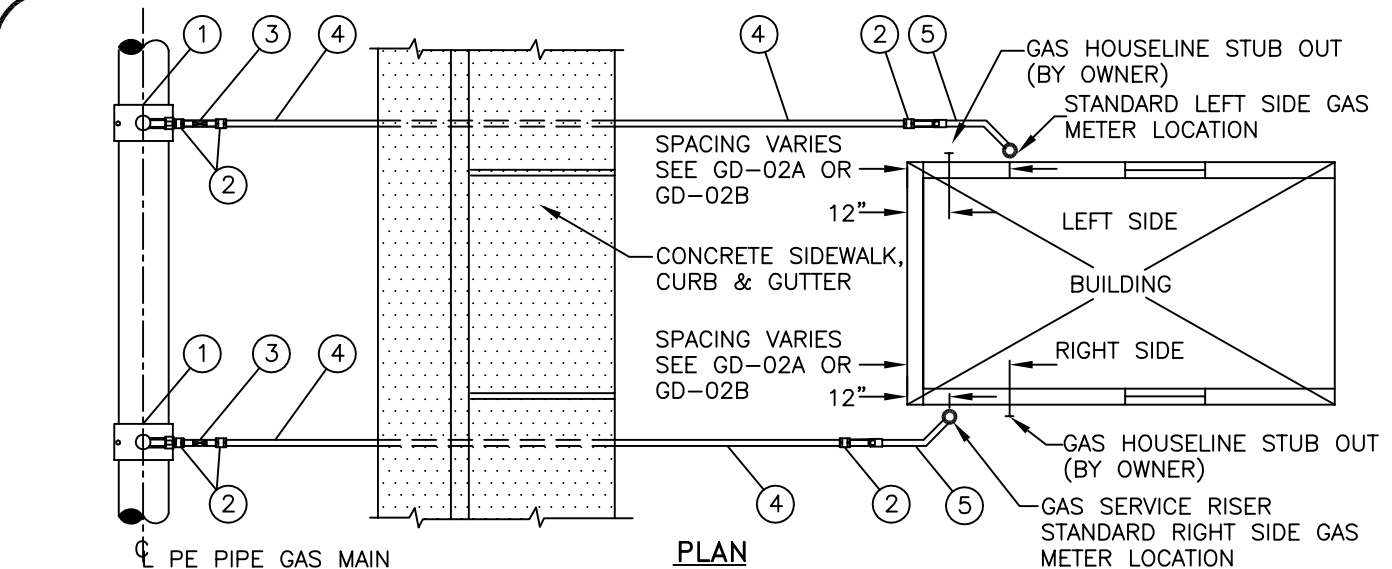 1
3
4
4
2
5
GAS HOUSELINE STUB OUT
(BY OWNER)
STANDARD LEFT SIDE GAS
METER LOCATION
2
SPACING VARIES
SEE GD-02A OR
GD-02B
12"
LEFT SIDE
CONCRETE SIDEWALK,
CURB & GUTTER
BUILDING
1
3
4
SPACING VARIES
SEE GD-02A OR
GD-02B
12"
RIGHT SIDE
GAS HOUSELINE STUB OUT
(BY OWNER)
2
4
2
5
GAS SERVICE RISER
STANDARD RIGHT SIDE GAS
METER LOCATION
℄ PE PIPE GAS MAIN
PLAN